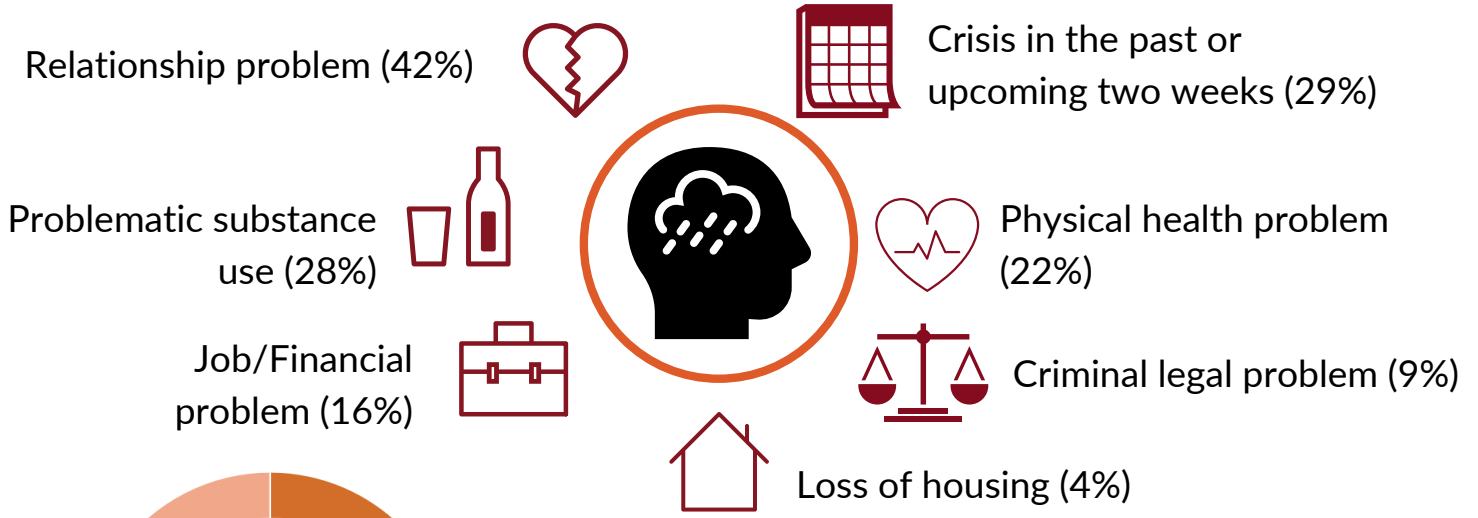 Relationship problem (42%)
Crisis in the past or
upcoming two weeks (29%)
Problematic substance
use (28%)
Physical health problem
(22%)
Job/Financial
problem (16%)
Criminal legal problem (9%)
Loss of housing (4%)